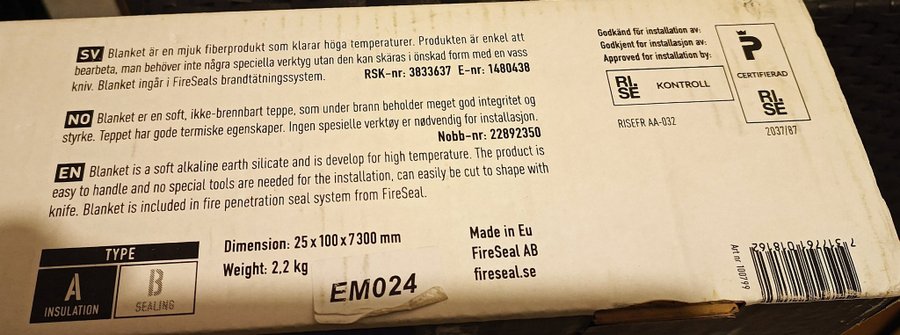 SV Blanket är en mjuk fiberprodukt som klarar höga temperaturer. Produkten är enkel att
bearbeta, man behöver inte några speciella verktyg utan den kan skäras i önskad form med en vass
kniv. Blanket ingår i FireSeals brandtätningssystem. RSK-nr: 3833637 E-nr: 1480438
NO Blanket er en soft, ikke-brennbart teppe, som under brann beholder meget god integritet og
styrke. Teppet har gode termiske egenskaper. Ingen spesielle verktøy er nødvendig for installasjon.
Nobb-nr: 22892350
EN Blanket is a soft alkaline earth silicate and is develop for high temperature. The product is
easy to handle and no special tools are needed for the installation, can easily be cut to shape with
knife. Blanket is included in fire penetration seal system from FireSeal.
Godkänd för installation av:
Godkjent for installasjon av:
Approved for installation by:
RI.
SE KONTROLL
RISEFR AA-032
P
CERTIFIERAD
RI.
SE
2037/87
TYPE
A
INSULATION
B
SEALING
Dimension: 25 x 100 x 7300 mm
Weight: 2,2 kg
EM024
Made in Eu
FireSeal AB
fireseal.se
Art nr 100799
7 317761 018162